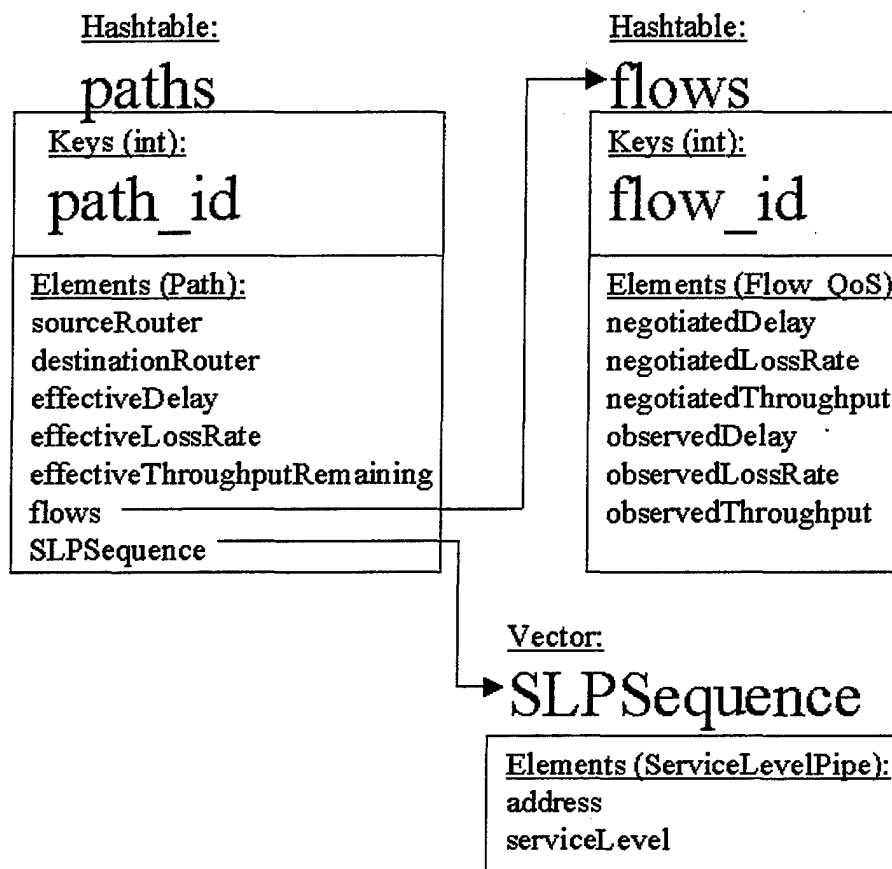 Hashtable:
paths
Keys (int):
path_id
Elements (Path):
sourceRouter
destinationRouter
effectiveDelay
effectiveLossRate
effectiveThroughputRemaining
flows
SLPSequence
Hashtable:
flows
Keys (int):
flow_id
Elements (Flow_QoS)
negotiatedDelay
negotiatedLossRate
negotiatedThroughput
observedDelay
observedLossRate
observedThroughput
Vector:
SLPSequence
Elements (ServiceLevelPipe):
address
serviceLevel